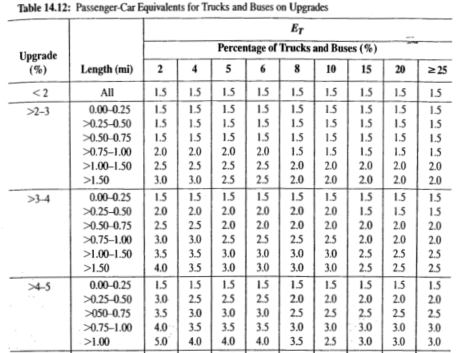 Table 14.12: Passenger-Car Equivalents for Trucks and Buses on Upgrades
E_T
Percentage of Trucks and Buses (%)
Upgrade
(%) Length (mi) 2 4 5 6 8 10 15 20 ≥25
<2 All 1.5 1.5 1.5 1.5 1.5 1.5 1.5 1.5 1.5
>2-3 0.00-0.25 1.5 1.5 1.5 1.5 1.5 1.5 1.5 1.5 1.5
>0.25-0.50 1.5 1.5 1.5 1.5 1.5 1.5 1.5 1.5 1.5
>0.50-0.75 1.5 1.5 1.5 1.5 1.5 1.5 1.5 1.5 1.5
>0.75-1.00 2.0 2.0 2.0 2.0 1.5 1.5 1.5 1.5 1.5
>1.00-1.50 2.5 2.5 2.5 2.5 2.0 2.0 2.0 2.0 2.0
>1.50 3.0 3.0 2.5 2.5 2.0 2.0 2.0 2.0 2.0
>3-4 0.00-0.25 1.5 1.5 1.5 1.5 1.5 1.5 1.5 1.5 1.5
>0.25-0.50 2.0 2.0 2.0 2.0 2.0 2.0 1.5 1.5 1.5
>0.50-0.75 2.5 2.5 2.0 2.0 2.0 2.0 2.0 2.0 2.0
>0.75-1.00 3.0 3.0 2.5 2.5 2.5 2.5 2.0 2.0 2.0
>1.00-1.50 3.5 3.5 3.0 3.0 3.0 3.0 2.5 2.5 2.5
>1.50 4.0 3.5 3.0 3.0 3.0 3.0 2.5 2.5 2.5
>4-5 0.00-0.25 1.5 1.5 1.5 1.5 1.5 1.5 1.5 1.5 1.5
>0.25-0.50 3.0 2.5 2.5 2.5 2.0 2.0 2.0 2.0 2.0
>050-0.75 3.5 3.0 3.0 3.0 2.5 2.5 2.5 2.5 2.5
>0.75-1.00 4.0 3.5 3.5 3.5 3.0 3.0 3.0 3.0 3.0
>1.00 5.0 4.0 4.0 4.0 3.5 2.5 3.0 3.0 3.0